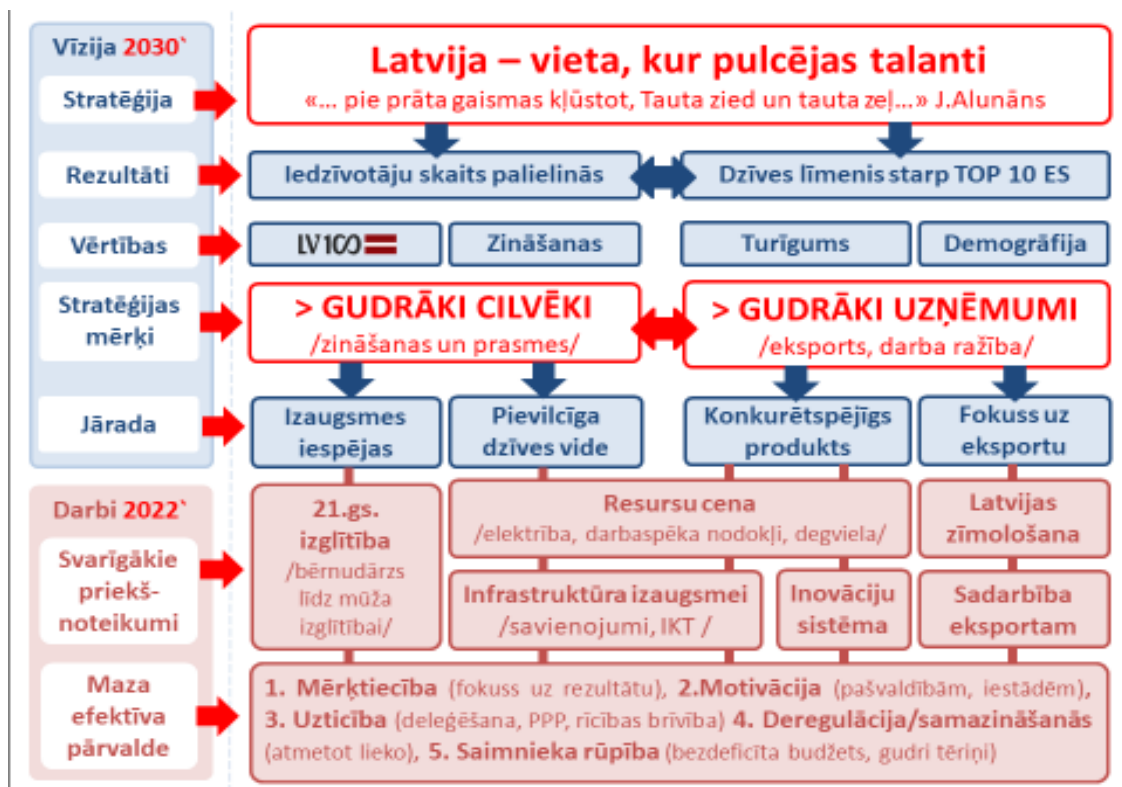 Vīzija 2030`
Latvija – vieta, kur pulcējas talanti
Stratēģija
«... pie prāta gaismas kļūstot, Tauta zied un tauta zeļ...» J.Alunāns
Rezultāti
Iedzīvotāju skaits palielinās
Dzīves līmenis starp TOP 10 ES
Vērtības
LV100
Zināšanas
Turīgums
Demogrāfija
Stratēģijas
mērķi
> GUDRĀKI CILVĒKI
/zināšanas un prasmes/
> GUDRĀKI UZŅĒMUMI
/eksports, darba ražība/
Jārada
Izaugsmes
iespējas
Pievilcīga
dzīves vide
Konkurētspējīgs
produkts
Fokuss uz
eksportu
Darbi 2022`
Svarīgākie
priekš-
noteikumi
21.gs.
izglītība
/bērnudārzs
līdz mūža
izglītībai/
Resursu cena
/elektrība, darbaspēka nodokļi, degviela/
Latvijas
zīmološana
Infrastruktūra izaugsmei
/savienojumi, IKT /
Inovāciju
sistēma
Sadarbība
eksportam
Maza
efektīva
pārvalde
1. Mērķtiecība (fokuss uz rezultātu), 2.Motivācija (pašvaldībām, iestādēm),
3. Uzticība (deleģēšana, PPP, rīcības brīvība) 4. Deregulācija/samazināšanās
(atmetot lieko), 5. Saimnieka rūpība (bezdeficīta budžets, gudri tēriņi)